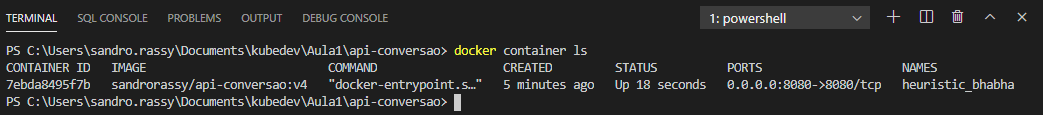 TERMINAL SQL CONSOLE PROBLEMS OUTPUT DEBUG CONSOLE 1: powershell
PS C:\Users\sandro.rassy\Documents\kubedev\Aula1\api-conversao> docker container ls
CONTAINER ID IMAGE COMMAND CREATED STATUS PORTS NAMES
7ebda8495f7b sandrorassy/api-conversao:v4 "docker-entrypoint.s…" 5 minutes ago Up 18 seconds 0.0.0.0:8080->8080/tcp heuristic_bhabha
PS C:\Users\sandro.rassy\Documents\kubedev\Aula1\api-conversao>